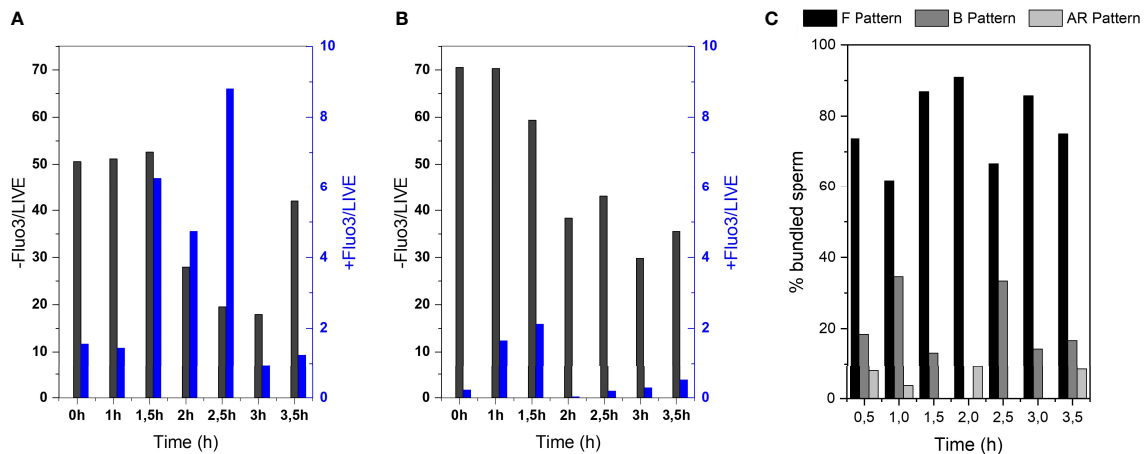 A
-Fluo3/LIVE
70
60
50
40
30
20
10
0
10
8
6
4
2
0
+Fluo3/LIVE
0h 1h 1,5h 2h 2,5h 3h 3,5h
Time (h)
B
-Fluo3/LIVE
70
60
50
40
30
20
10
0
10
8
6
4
2
0
+Fluo3/LIVE
0h 1h 1,5h 2h 2,5h 3h 3,5h
Time (h)
C
F Pattern B Pattern AR Pattern
% bundled sperm
100
80
60
40
20
0
0,5 1,0 1,5 2,0 2,5 3,0 3,5
Time (h)